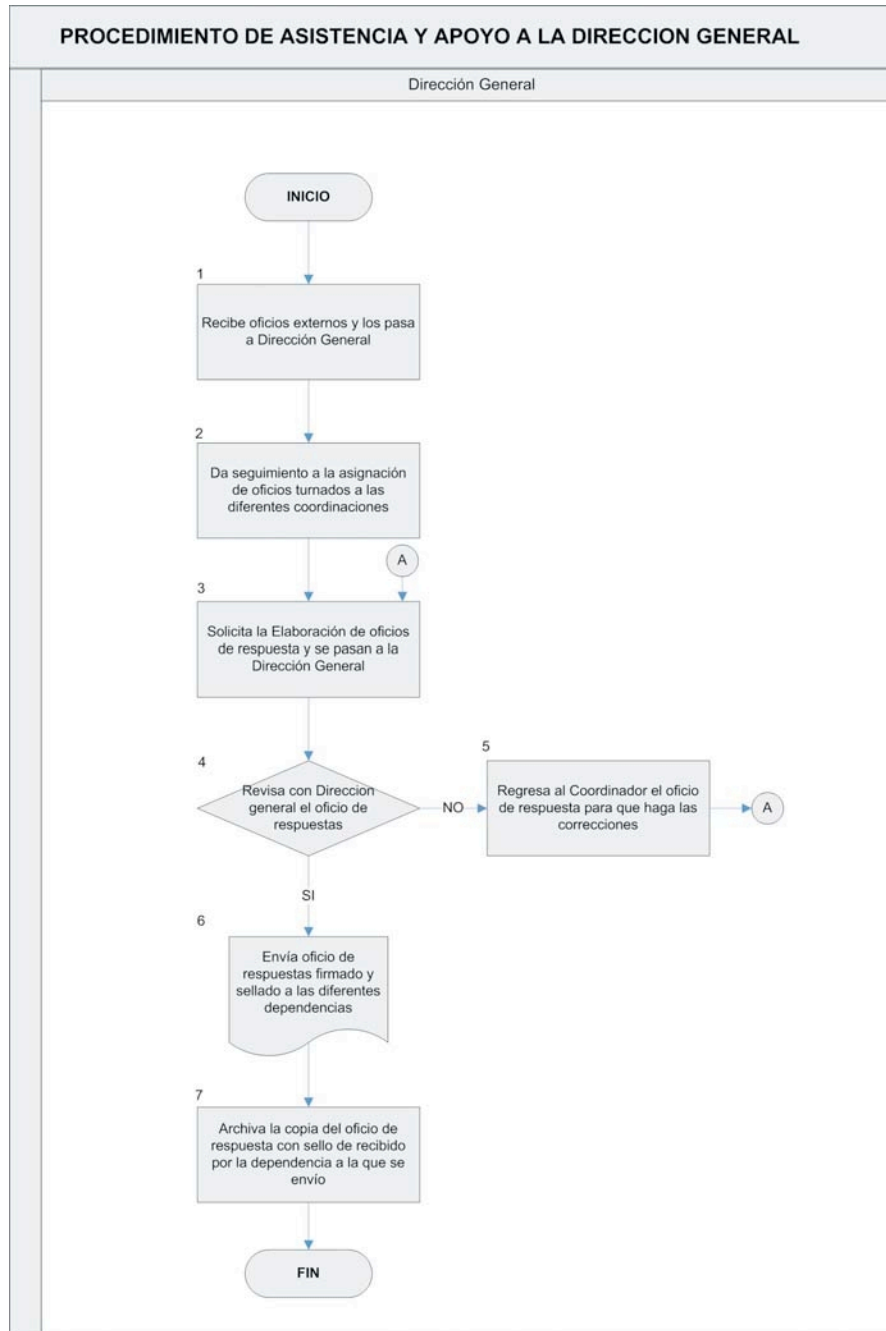 PROCEDIMIENTO DE ASISTENCIA Y APOYO A LA DIRECCION GENERAL
Dirección General
INICIO
1
Recibe oficios externos y los pasa
a Dirección General
2
Da seguimiento a la asignación
de oficios turnados a las
diferentes coordinaciones
A
3
Solicita la Elaboración de oficios
de respuesta y se pasan a la
Dirección General
4
Revisa con Direccion
general el oficio de
respuestas
NO
5
Regresa al Coordinador el oficio
de respuesta para que haga las
correcciones
A
SI
6
Envía oficio de
respuestas firmado y
sellado a las diferentes
dependencias
7
Archiva la copia del oficio de
respuesta con sello de recibido
por la dependencia a la que se
envío
FIN